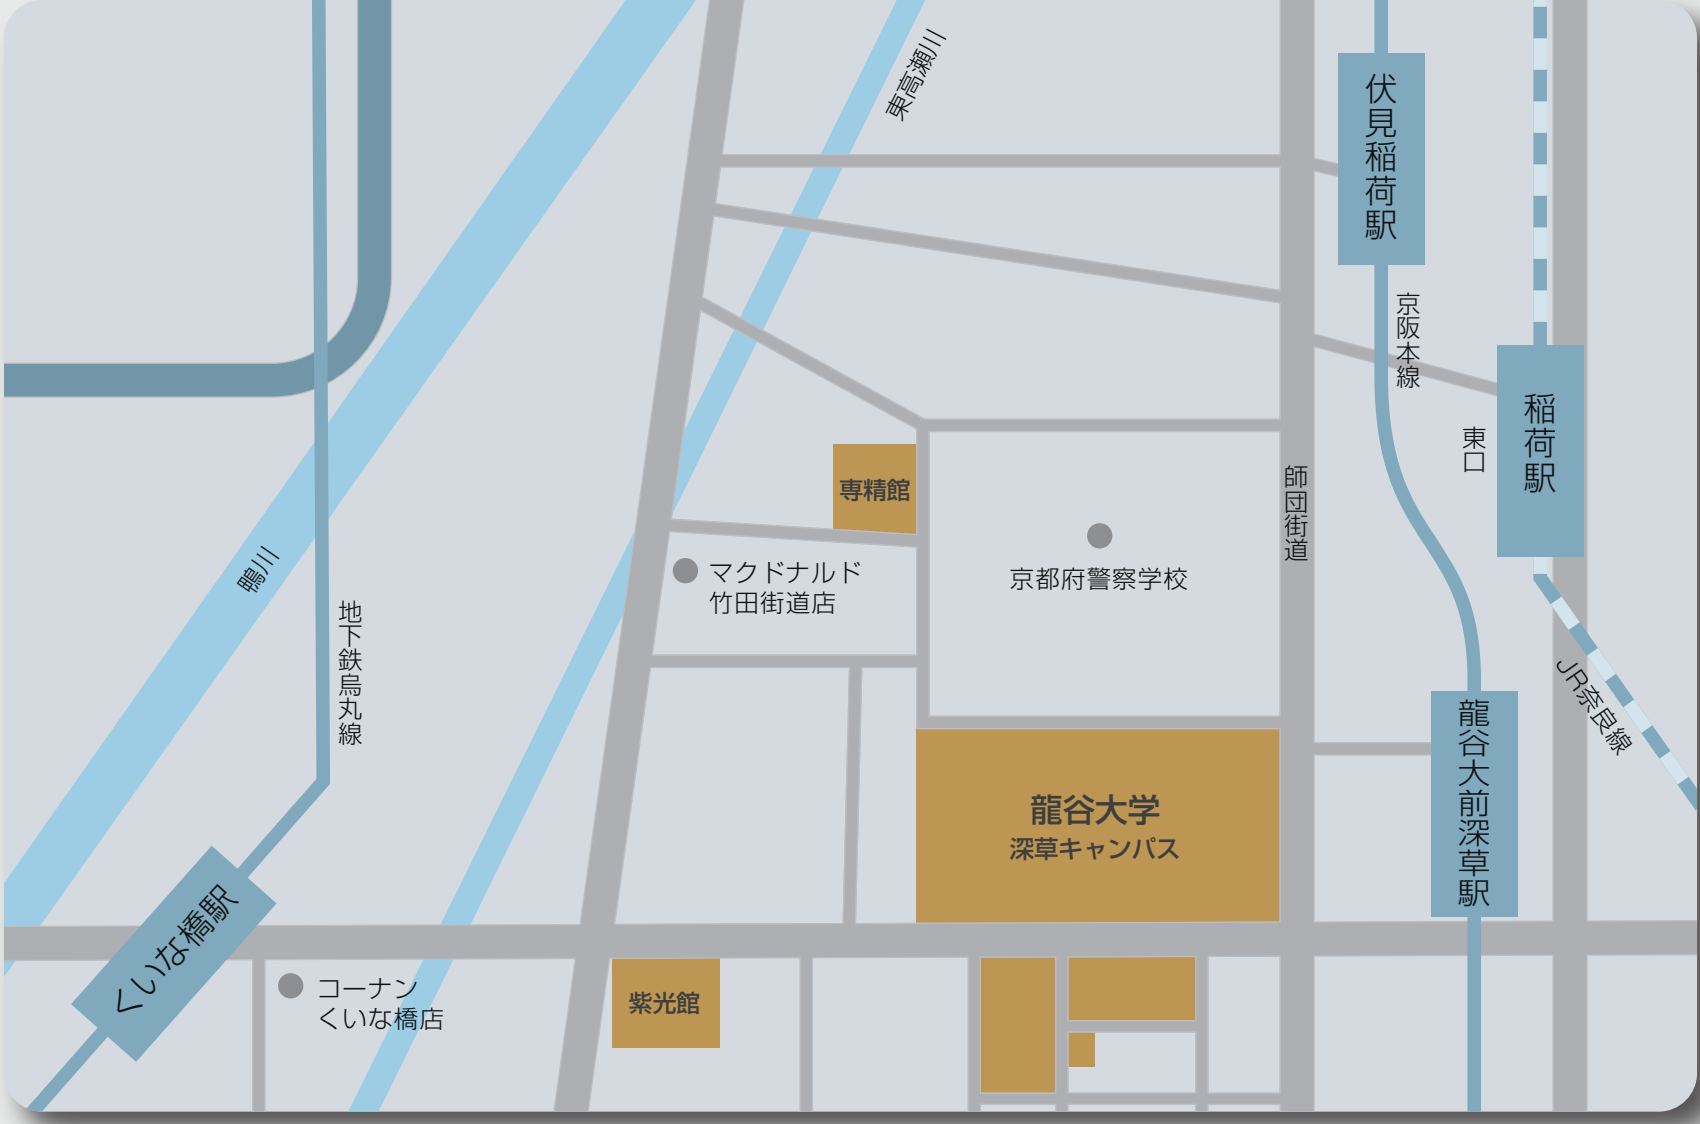 東高瀬川
伏見稲荷駅
京阪本線
稲荷駅
東口
師団街道
専精館
京都府警察学校
マクドナルド
竹田街道店
鴨川
地下鉄烏丸線
JR奈良線
龍谷大前深草駅
龍谷大学
深草キャンパス
くいな橋駅
コーナン
くいな橋店
紫光館